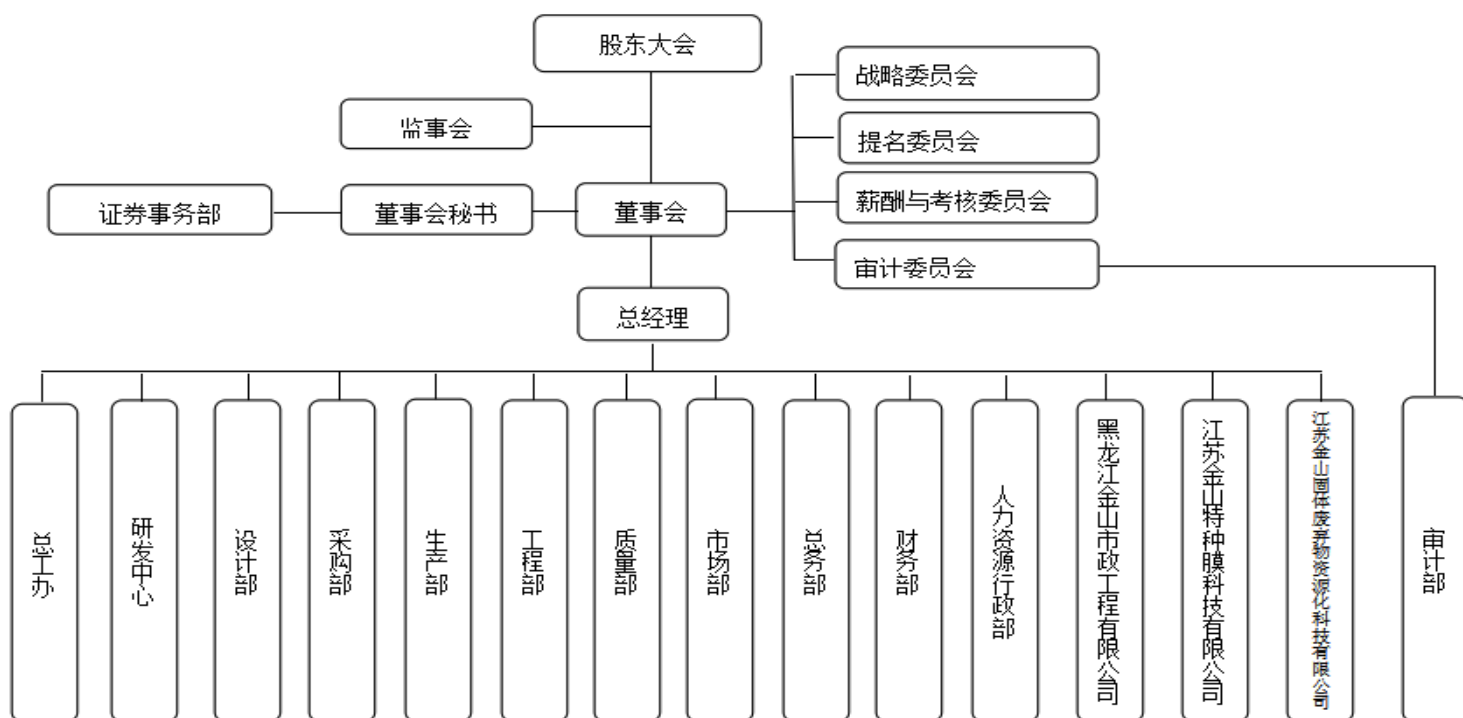 股东大会
战略委员会
监事会
提名委员会
薪酬与考核委员会
证券事务部
董事会秘书
董事会
审计委员会
总经理
总工办
研发中心
设计部
采购部
生产部
工程部
质量部
市场部
总务部
财务部
人力资源行政部
黑龙江金山市政工程有限公司
江苏金山特种膜科技有限公司
江苏金山固体废弃物资源化科技有限公司
审计部